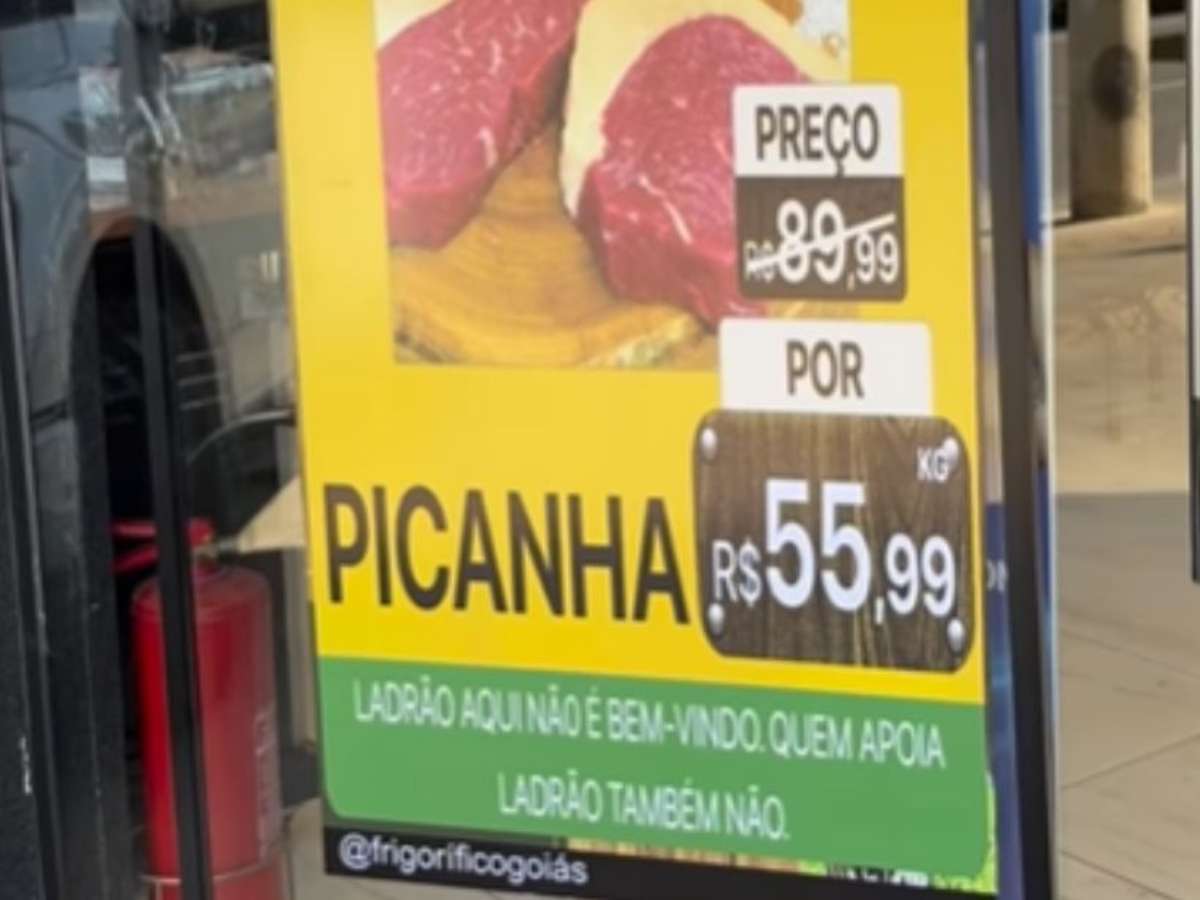 PREÇO
R$89,99
POR
KG
R$55,99
PICANHA
LADRÃO AQUI NÃO É BEM-VINDO. QUEM APOIA
LADRÃO TAMBÉM NÃO.
@frigorificogoiás